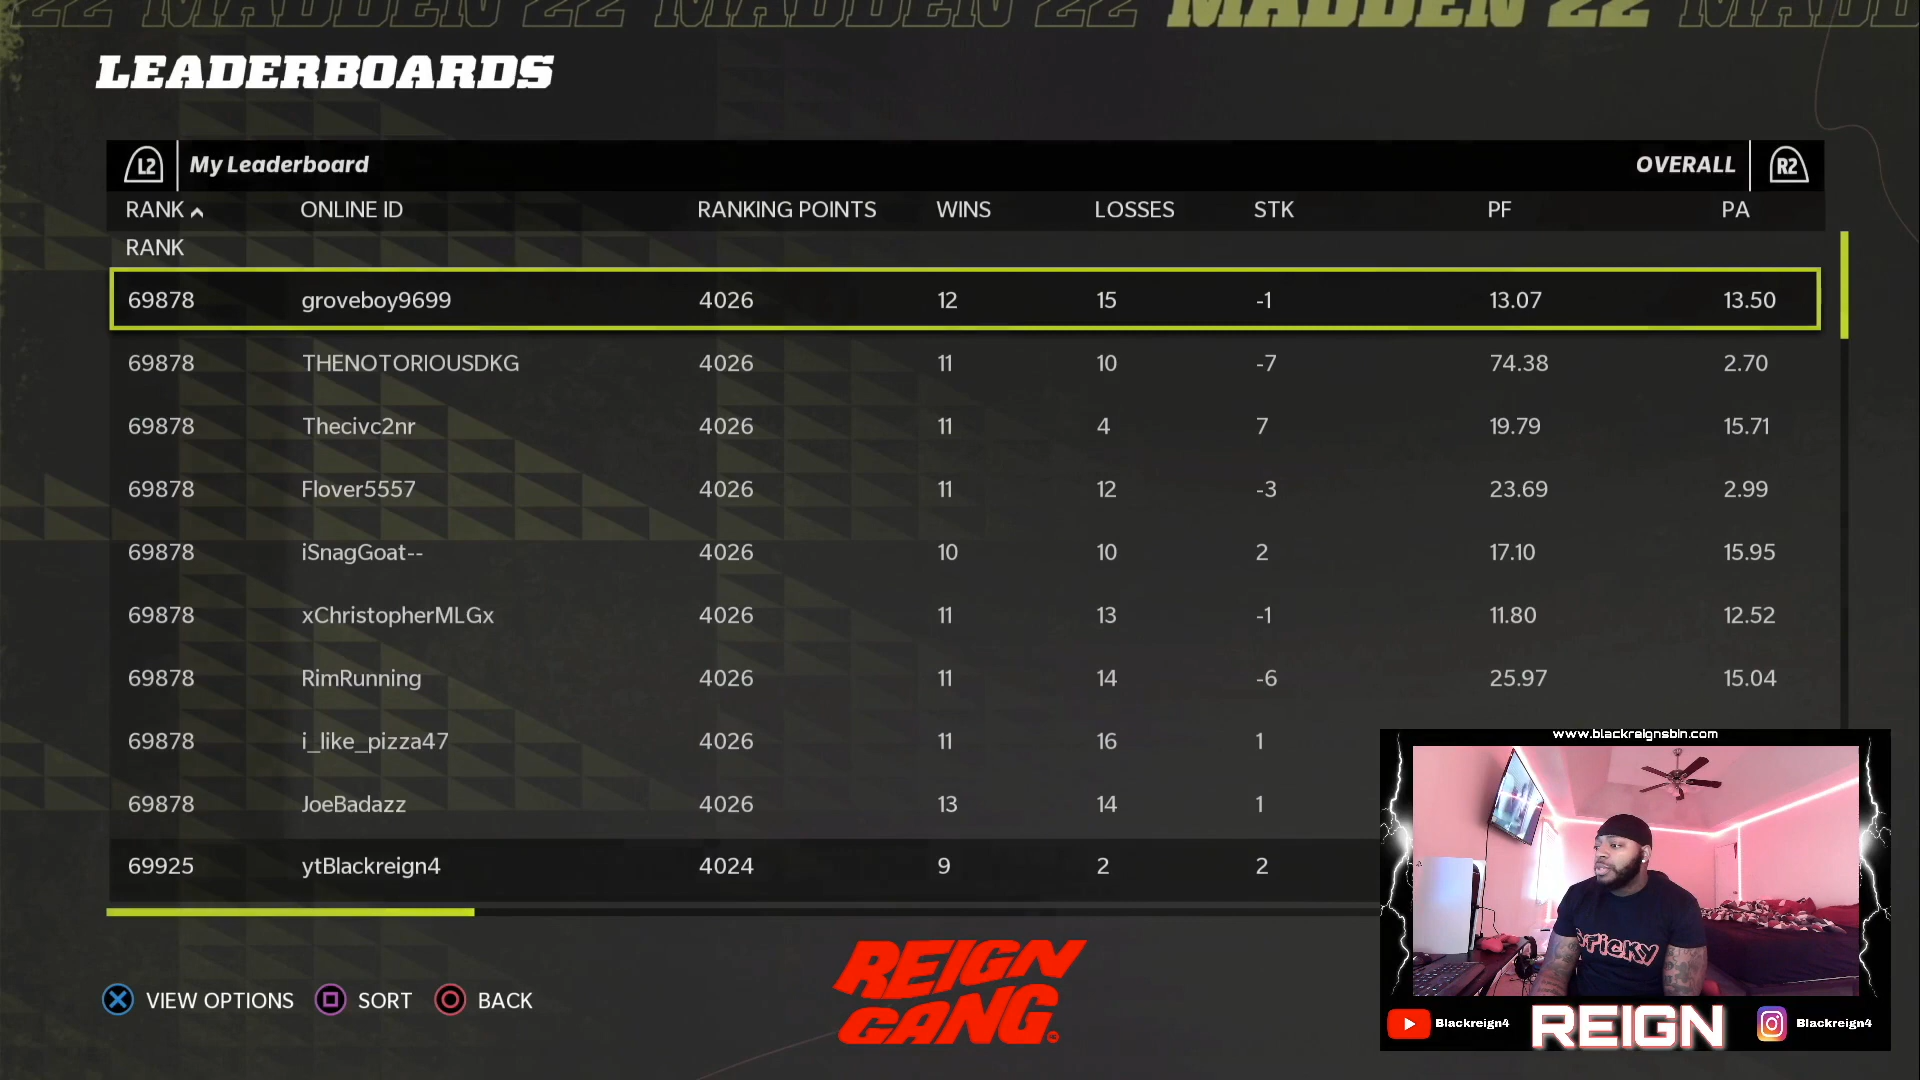 MADDEN 22 MADDEN 22 MADDEN 22 MADDEN 22 MADD
LEADERBOARDS
L2 My Leaderboard OVERALL R2
RANK ONLINE ID RANKING POINTS WINS LOSSES STK PF PA
RANK
69878 groveboy9699 4026 12 15 -1 13.07 13.50
69878 THENOTORIOUSDKG 4026 11 10 -7 74.38 2.70
69878 Thecivc2nr 4026 11 4 7 19.79 15.71
69878 Flover5557 4026 11 12 -3 23.69 2.99
69878 iSnagGoat-- 4026 10 10 2 17.10 15.95
69878 xChristopherMLGx 4026 11 13 -1 11.80 12.52
69878 RimRunning 4026 11 14 -6 25.97 15.04
69878 i_like_pizza47 4026 11 16 1
69878 JoeBadazz 4026 13 14 1
69925 ytBlackreign4 4024 9 2 2
www.blackreignsbln.com
STICKY
VIEW OPTIONS SORT BACK
REIGN
GANG
Blackreign4 REIGN Blackreign4